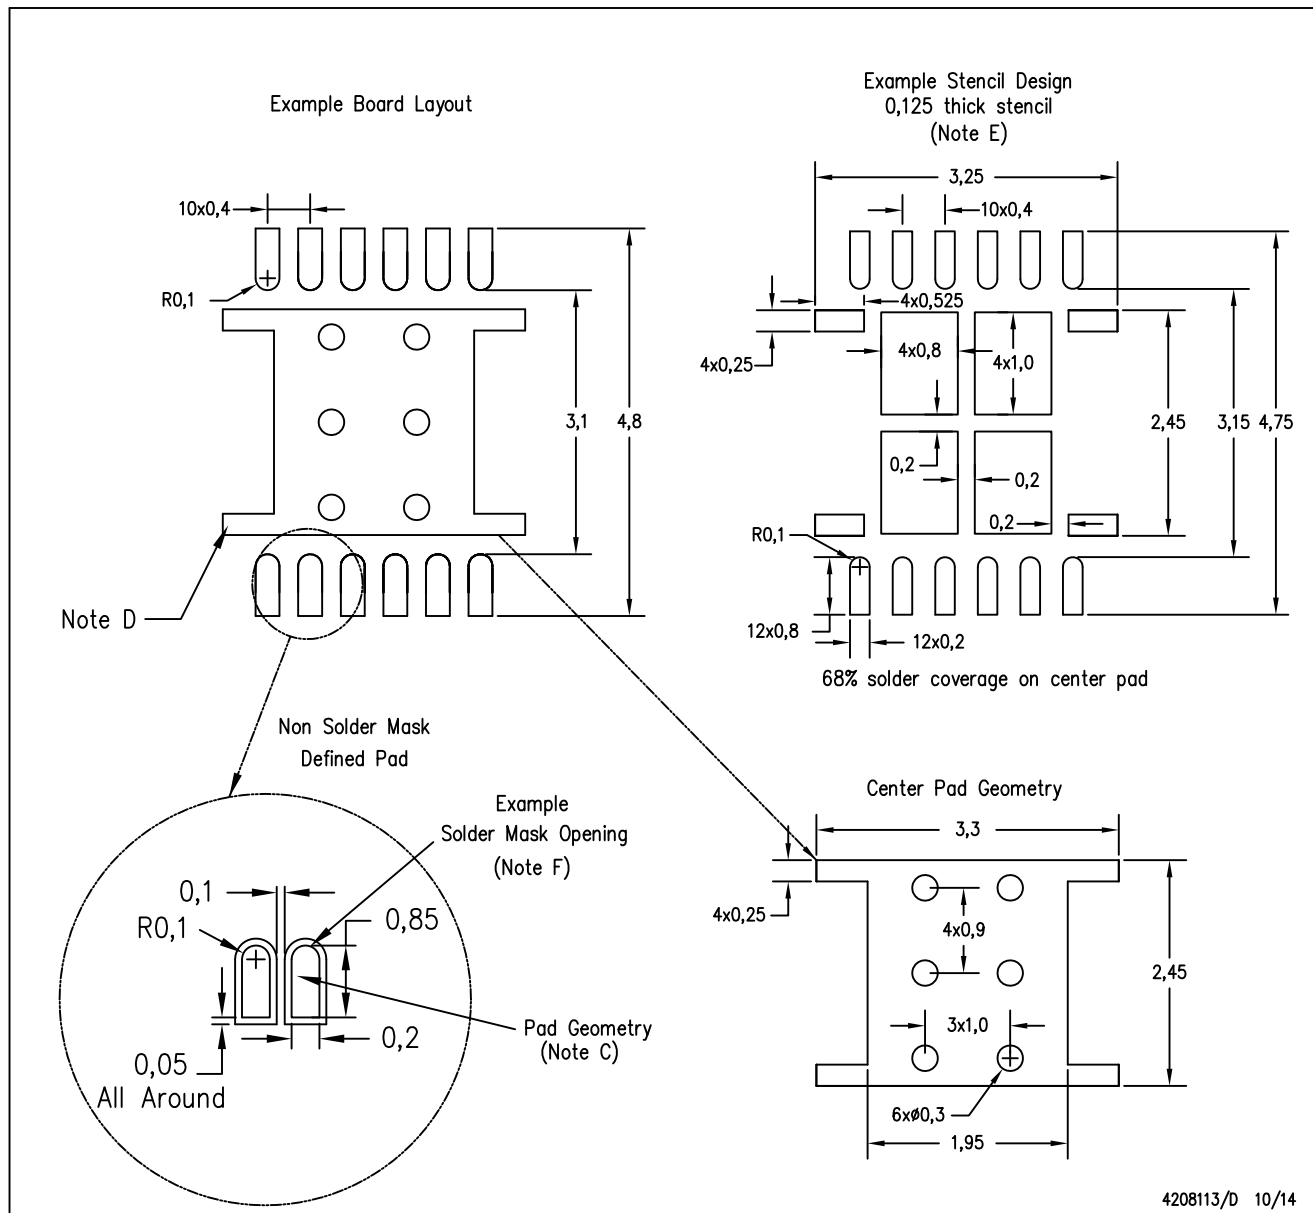 Example Board Layout
10x0,4
R0,1
3,1
4,8
Note D
Example Stencil Design
0,125 thick stencil
(Note E)
3,25
10x0,4
4x0,525
4x0,25
4x0,8
4x1,0
2,45
3,15
4,75
0,2
0,2
0,2
R0,1
12x0,8
12x0,2
68% solder coverage on center pad
Non Solder Mask
Defined Pad
Example
Solder Mask Opening
(Note F)
0,1
R0,1
0,85
0,2
Pad Geometry
(Note C)
0,05
All Around
Center Pad Geometry
3,3
4x0,25
4x0,9
2,45
3x1,0
6xø0,3
1,95
4208113/D 10/14